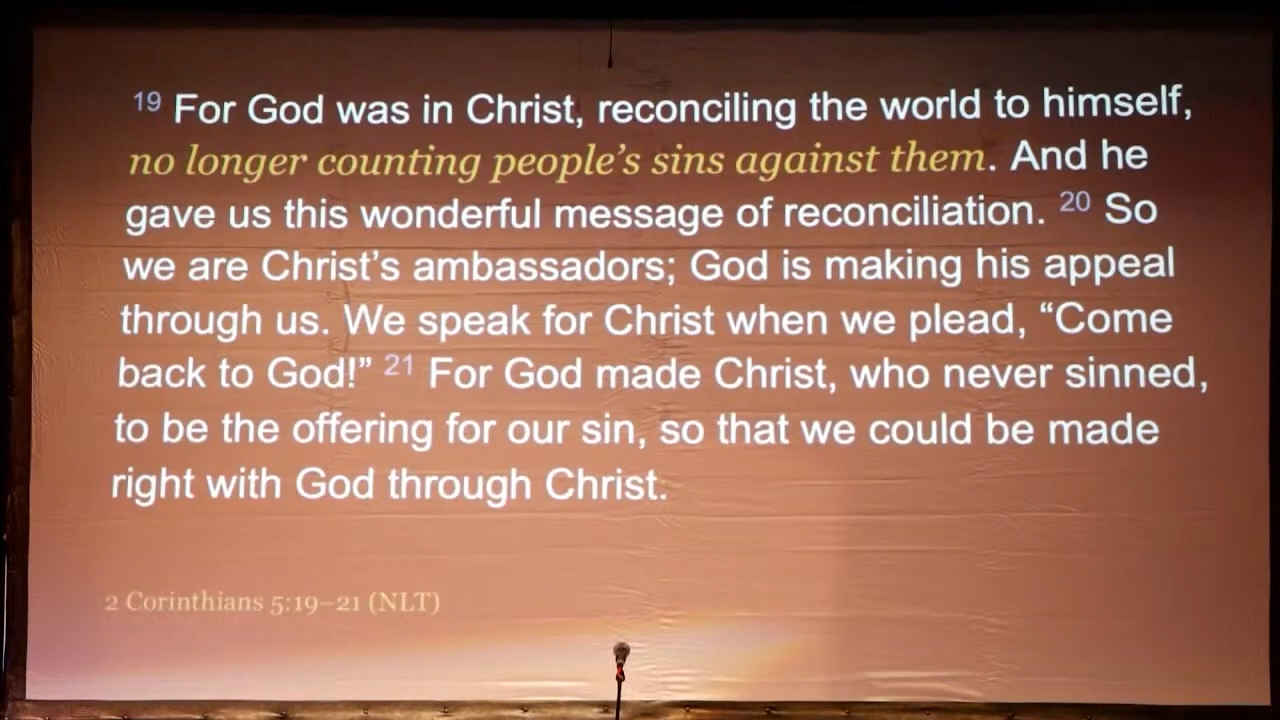 19 For God was in Christ, reconciling the world to himself,
no longer counting people’s sins against them. And he
gave us this wonderful message of reconciliation. 20 So
we are Christ’s ambassadors; God is making his appeal
through us. We speak for Christ when we plead, “Come
back to God!” 21 For God made Christ, who never sinned,
to be the offering for our sin, so that we could be made
right with God through Christ.
2 Corinthians 5:19–21 (NLT)